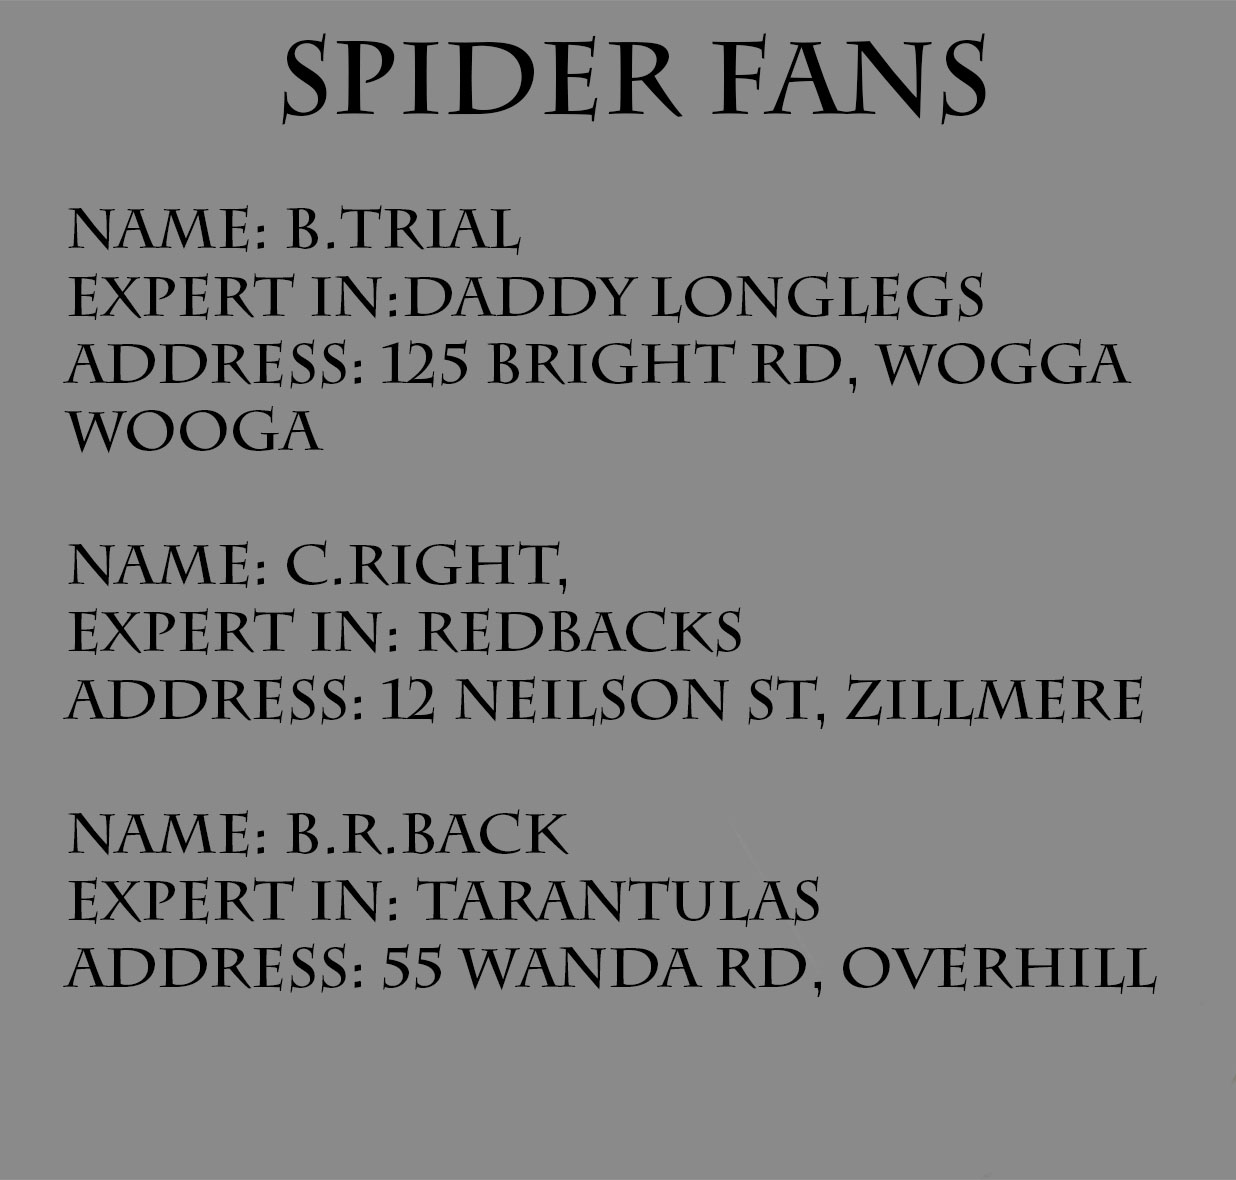 SPIDER FANS
NAME: B.TRIAL
EXPERT IN:DADDY LONGLEGS
ADDRESS: 125 BRIGHT RD, WOGGA
WOOGA
NAME: C.RIGHT,
EXPERT IN: REDBACKS
ADDRESS: 12 NEILSON ST, ZILLMERE
NAME: B.R.BACK
EXPERT IN: TARANTULAS
ADDRESS: 55 WANDA RD, OVERHILL